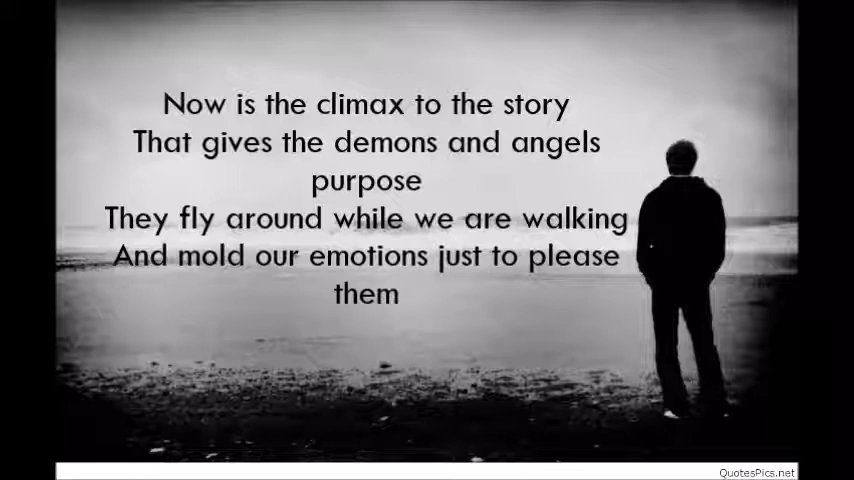 Now is the climax to the story
That gives the demons and angels
purpose
They fly around while we are walking
And mold our emotions just to please
them
QuotesPics.net